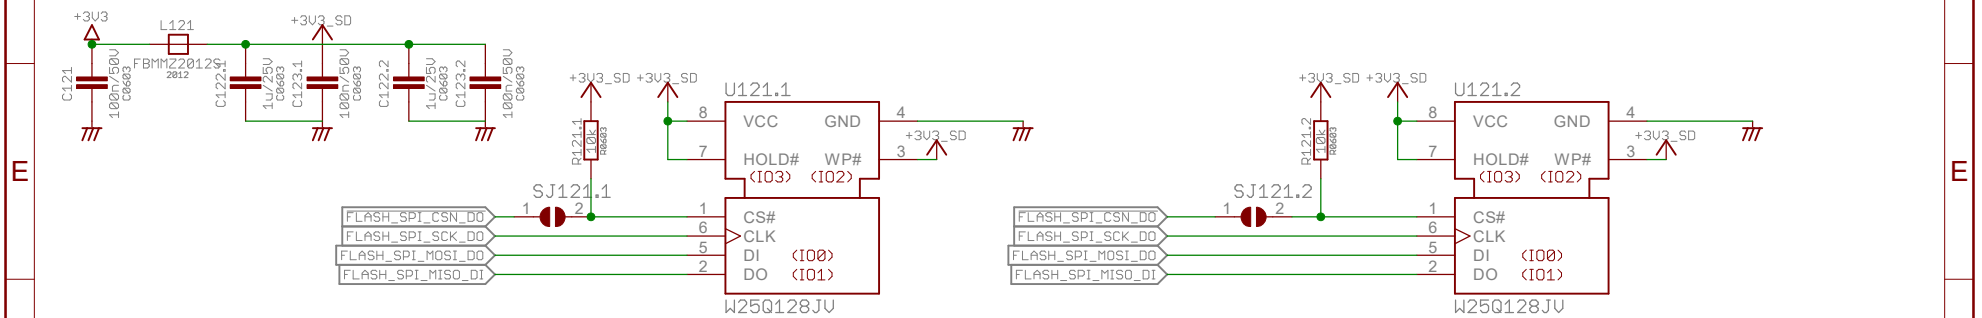 +3V3
L121
FBMMZ2012S
2012
+3V3_SD
C121
100n/50V
C0603
C122.1
1u/25V
C0603
C123.1
100n/50V
C0603
C122.2
1u/25V
C0603
C123.2
100n/50V
C0603
E
+3V3_SD
+3V3_SD
R121.1
10k
R0603
SJ121.1
1
2
FLASH_SPI_CSN_DO
FLASH_SPI_SCK_DO
FLASH_SPI_MOSI_DO
FLASH_SPI_MISO_DI
U121.1
8 VCC GND 4
+3V3_SD
7 HOLD# WP# 3
(IO3) (IO2)
1 CS#
6 CLK
5 DI (IO0)
2 DO (IO1)
W25Q128JV
+3V3_SD
+3V3_SD
R121.2
10k
R0603
SJ121.2
1
2
FLASH_SPI_CSN_DO
FLASH_SPI_SCK_DO
FLASH_SPI_MOSI_DO
FLASH_SPI_MISO_DI
U121.2
8 VCC GND 4
+3V3_SD
7 HOLD# WP# 3
(IO3) (IO2)
1 CS#
6 CLK
5 DI (IO0)
2 DO (IO1)
W25Q128JV
E